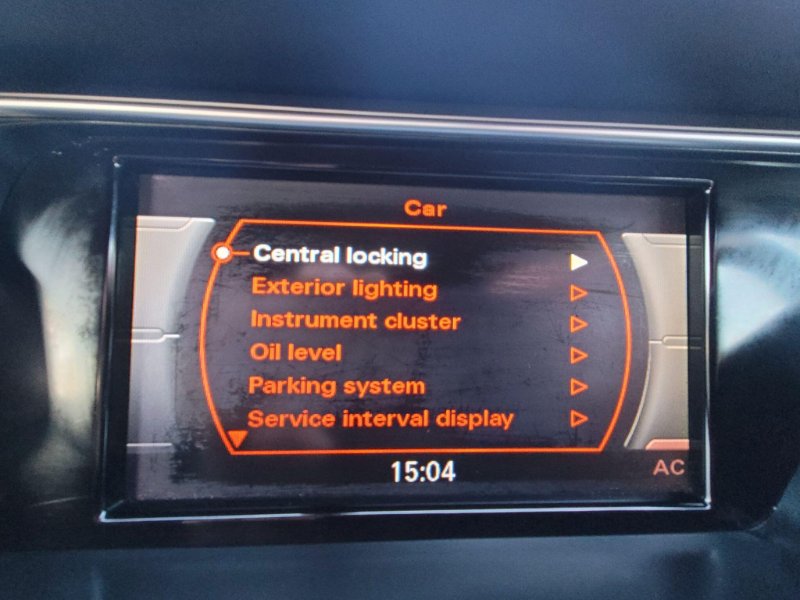 Car
Central locking
Exterior lighting
Instrument cluster
Oil level
Parking system
Service interval display
15:04
AC